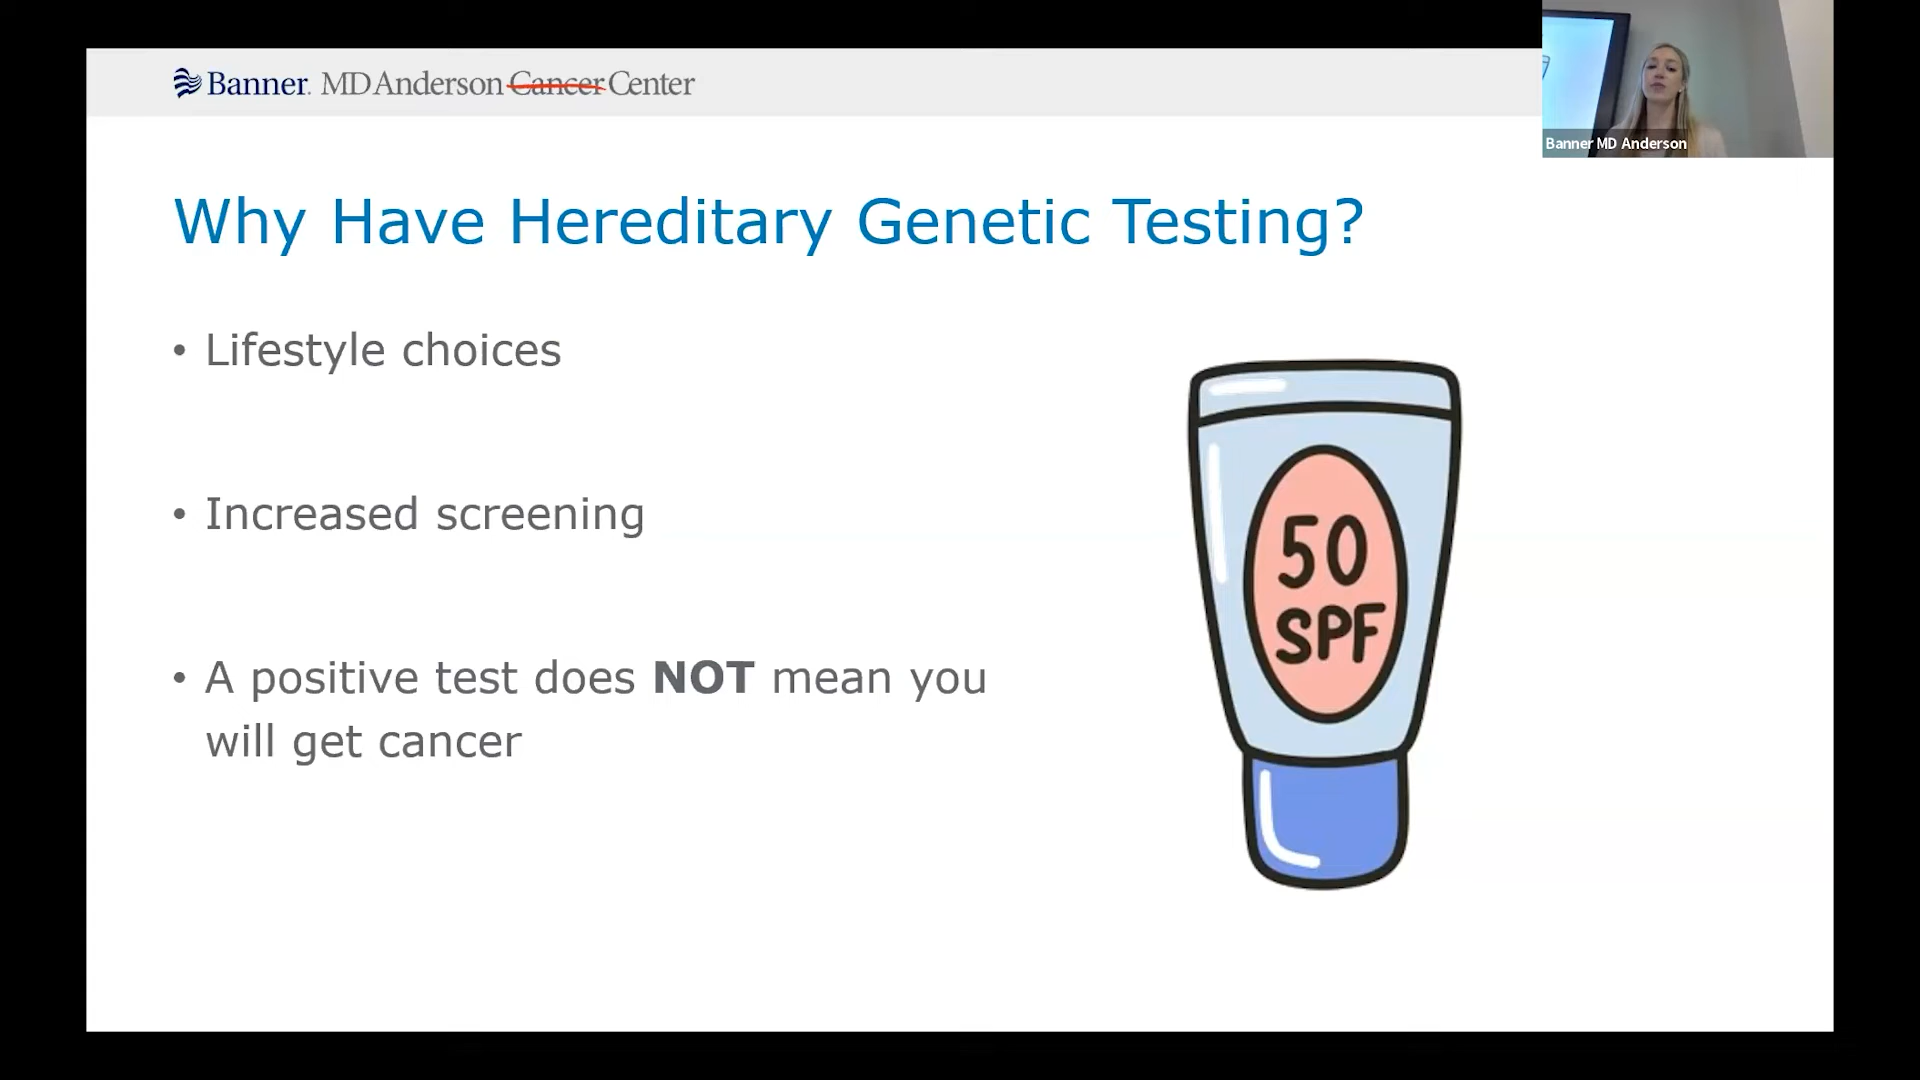 Banner. MD Anderson Cancer Center
Banner MD Anderson
Why Have Hereditary Genetic Testing?
• Lifestyle choices
• Increased screening
• A positive test does NOT mean you
will get cancer
50
SPF